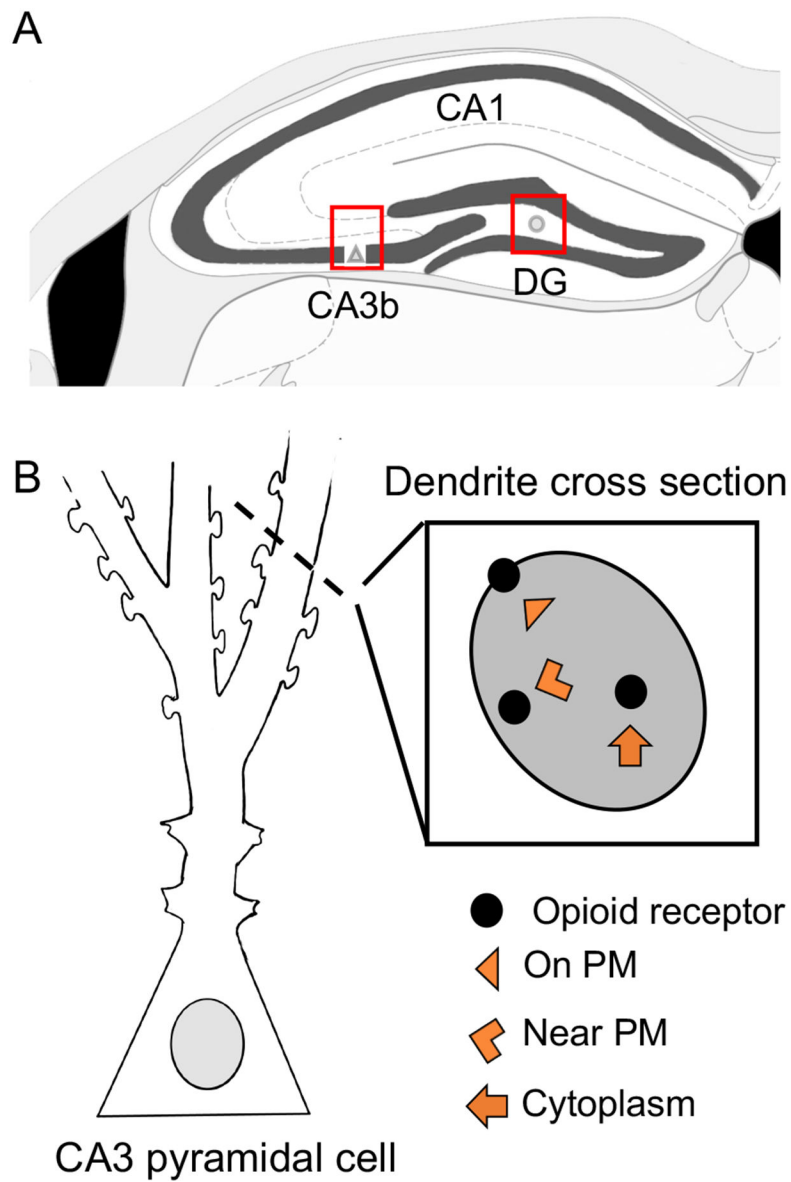 A
CA1
CA3b
DG
B
Dendrite cross section
Opioid receptor
On PM
Near PM
Cytoplasm
CA3 pyramidal cell